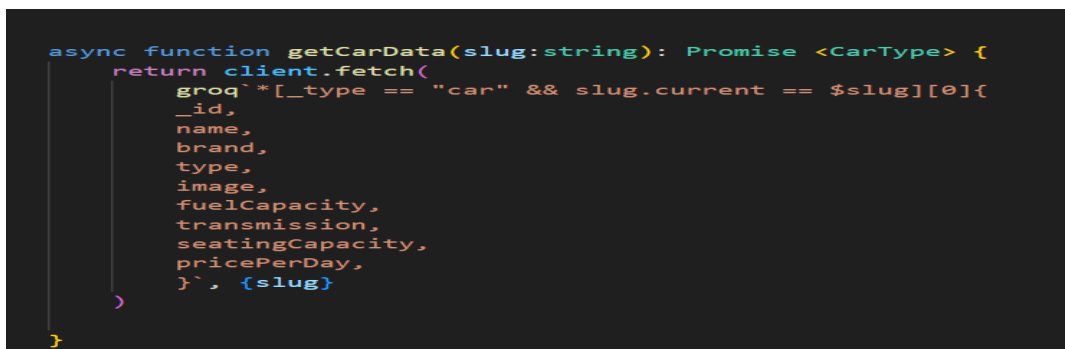 async function getCarData(slug:string): Promise <CarType> {
return client.fetch(
groq`*[_type == "car" && slug.current == $slug][0]{
_id,
name,
brand,
type,
image,
fuelCapacity,
transmission,
seatingCapacity,
pricePerDay,
}`, {slug}
)
}